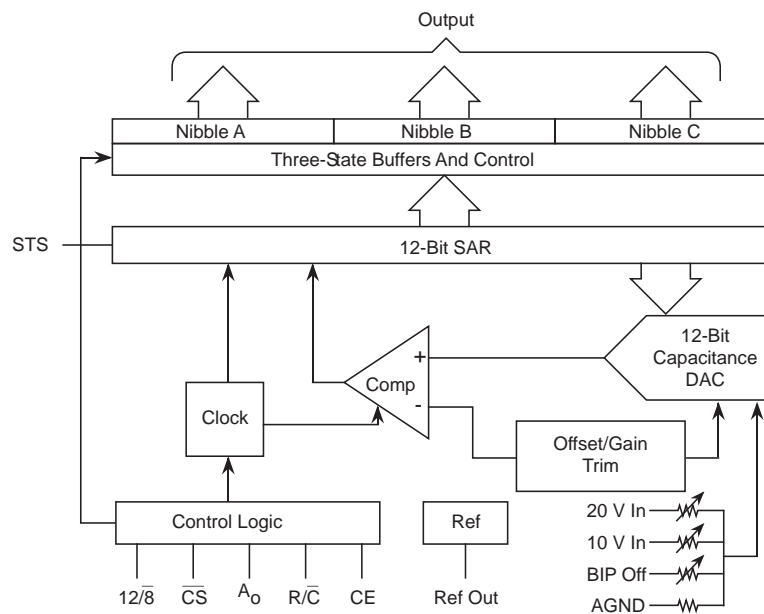 Output
Nibble A
Nibble B
Nibble C
Three-State Buffers And Control
STS
12-Bit SAR
12-Bit
Capacitance
DAC
+
Comp
-
Clock
Offset/Gain
Trim
Control Logic
Ref
20 V In
10 V In
BIP Off
AGND
12/8̅
C̅S̅
Ao
R/C̅
CE
Ref Out